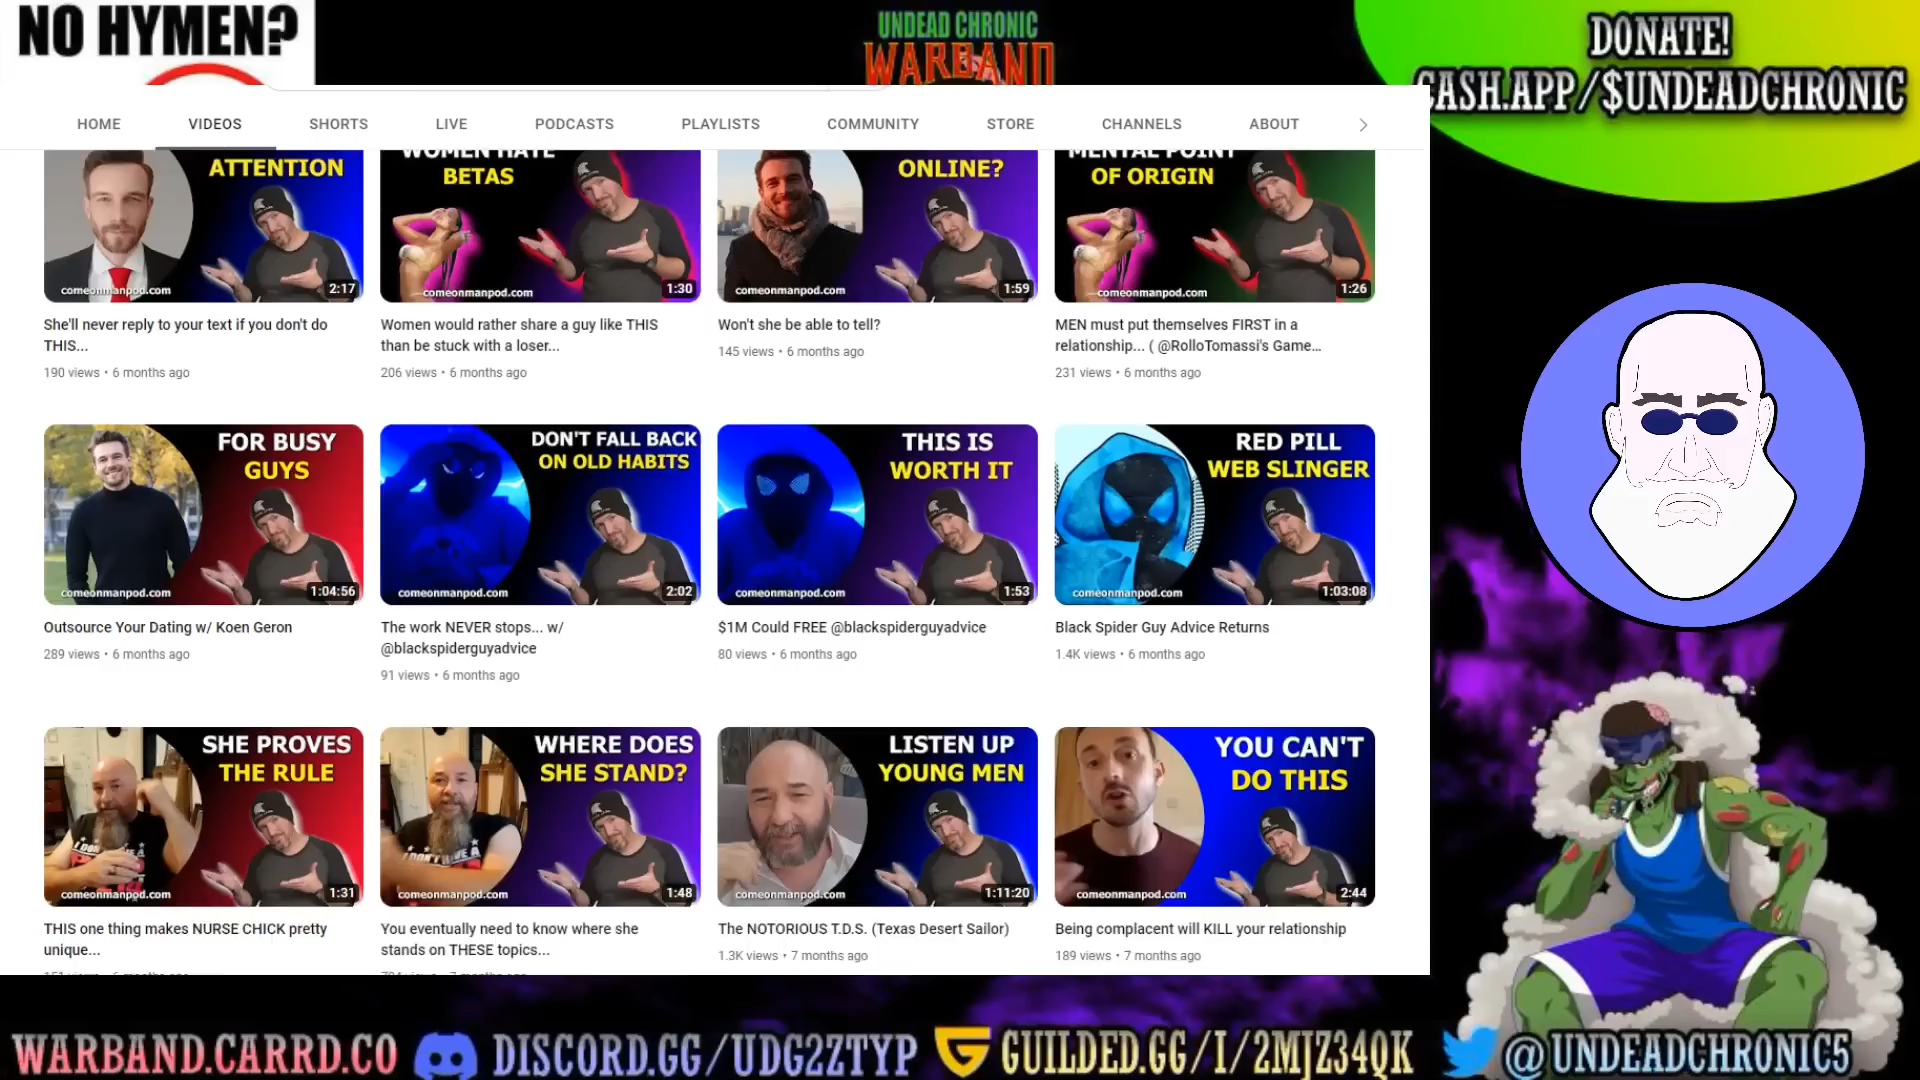 NO HYMEN?
UNDEAD CHRONIC
WARBAND
DONATE!
CASH.APP/$UNDEADCHRONIC
HOME VIDEOS SHORTS LIVE PODCASTS PLAYLISTS COMMUNITY STORE CHANNELS ABOUT
ATTENTION
comeonmanpod.com
2:17
WOMEN HATE
BETAS
comeonmanpod.com
1:30
ONLINE?
comeonmanpod.com
1:59
MENTAL POINT
OF ORIGIN
comeonmanpod.com
1:26
She'll never reply to your text if you don't do
THIS...
190 views • 6 months ago
Women would rather share a guy like THIS
than be stuck with a loser...
206 views • 6 months ago
Won't she be able to tell?
145 views • 6 months ago
MEN must put themselves FIRST in a
relationship... ( @RolloTomassi's Game...
231 views • 6 months ago
FOR BUSY
GUYS
comeonmanpod.com
1:04:56
DON'T FALL BACK
ON OLD HABITS
comeonmanpod.com
2:02
THIS IS
WORTH IT
comeonmanpod.com
1:53
RED PILL
WEB SLINGER
comeonmanpod.com
1:03:08
Outsource Your Dating w/ Koen Geron
289 views • 6 months ago
The work NEVER stops... w/
@blackspiderguyadvice
91 views • 6 months ago
$1M Could FREE @blackspiderguyadvice
80 views • 6 months ago
Black Spider Guy Advice Returns
1.4K views • 6 months ago
SHE PROVES
THE RULE
comeonmanpod.com
1:31
WHERE DOES
SHE STAND?
comeonmanpod.com
1:48
LISTEN UP
YOUNG MEN
comeonmanpod.com
1:11:20
YOU CAN'T
DO THIS
comeonmanpod.com
2:44
THIS one thing makes NURSE CHICK pretty
unique...
You eventually need to know where she
stands on THESE topics...
The NOTORIOUS T.D.S. (Texas Desert Sailor)
1.3K views • 7 months ago
Being complacent will KILL your relationship
189 views • 7 months ago
WARBAND.CARRD.CO
DISCORD.GG/UDG2ZTYP
GUILDED.GG/I/2MJZ34QK
@UNDEADCHRONIC5